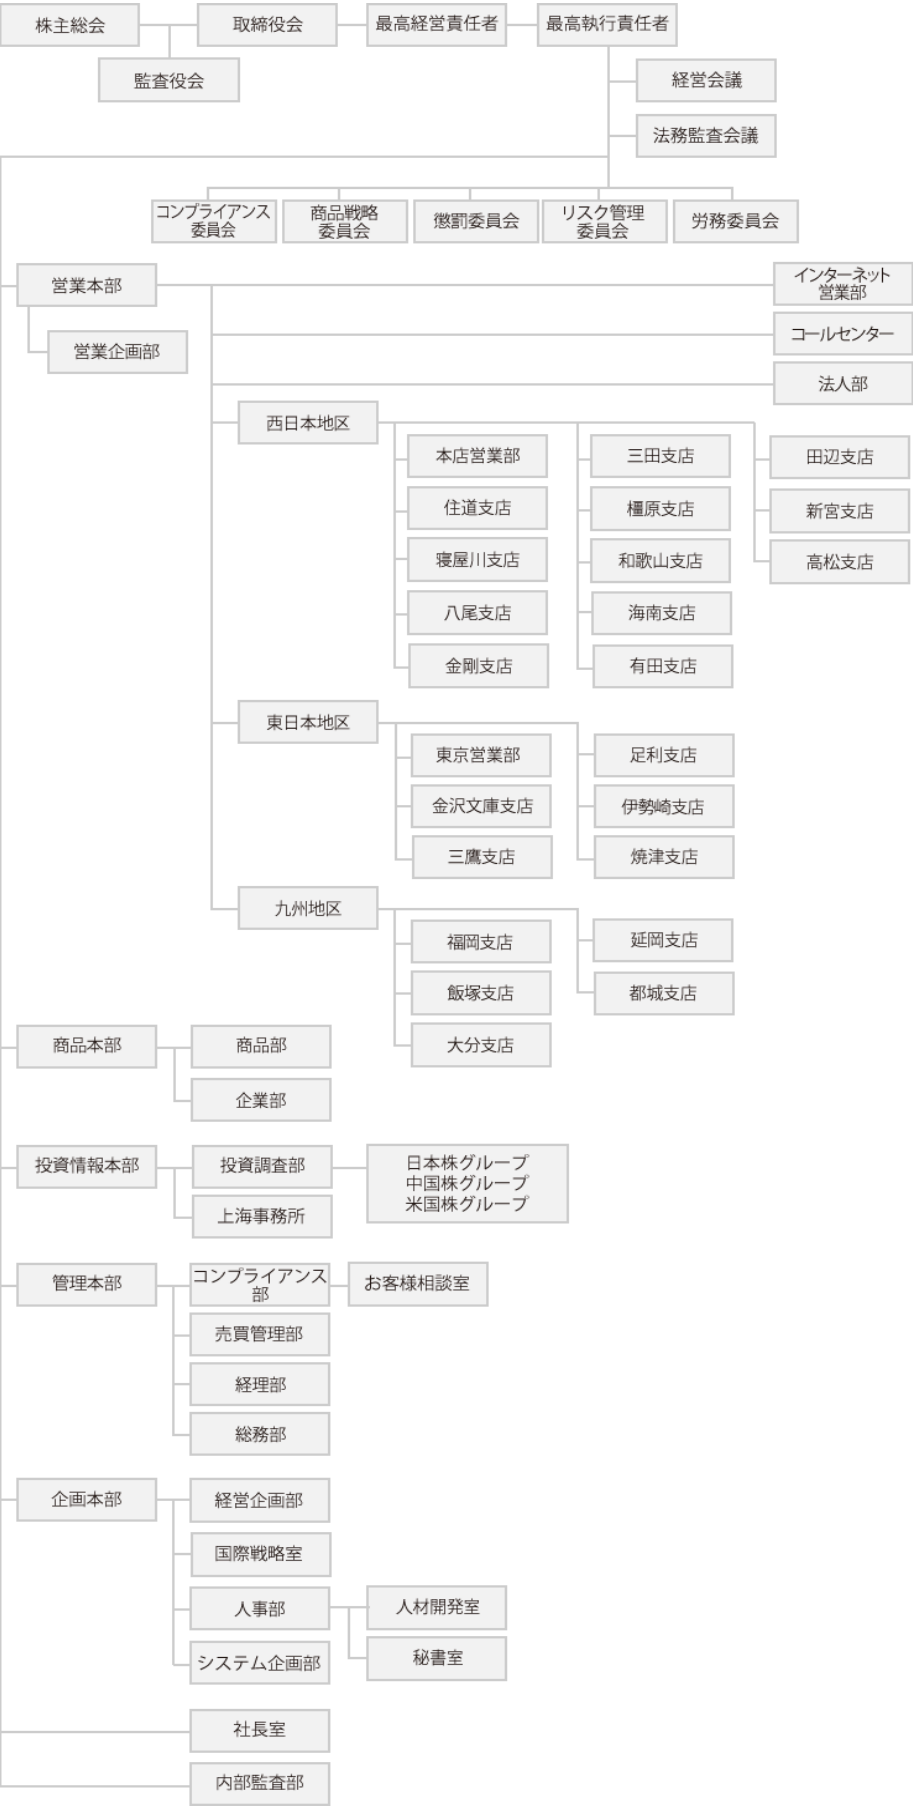 株主総会
取締役会
最高経営責任者
最高執行責任者
監査役会
経営会議
法務監査会議
コンプライアンス
委員会
商品戦略
委員会
懲罰委員会
リスク管理
委員会
労務委員会
営業本部
インターネット
営業部
営業企画部
コールセンター
法人部
西日本地区
本店営業部
三田支店
田辺支店
住道支店
橿原支店
新宮支店
寝屋川支店
和歌山支店
高松支店
八尾支店
海南支店
金剛支店
有田支店
東日本地区
東京営業部
足利支店
金沢文庫支店
伊勢崎支店
三鷹支店
焼津支店
九州地区
福岡支店
延岡支店
飯塚支店
都城支店
大分支店
商品本部
商品部
企業部
投資情報本部
投資調査部
日本株グループ
中国株グループ
米国株グループ
上海事務所
管理本部
コンプライアンス
部
お客様相談室
売買管理部
経理部
総務部
企画本部
経営企画部
国際戦略室
人事部
人材開発室
秘書室
システム企画部
社長室
内部監査部